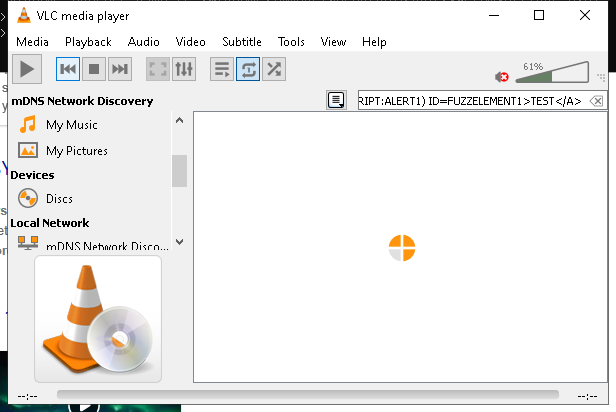 VLC media player
Media Playback Audio Video Subtitle Tools View Help
61%
mDNS Network Discovery
RIPT:ALERT1) ID=FUZZELEMENT1>TEST</A>
My Music
My Pictures
Devices
Discs
Local Network
mDNS Network Disco...
--:-- --:--